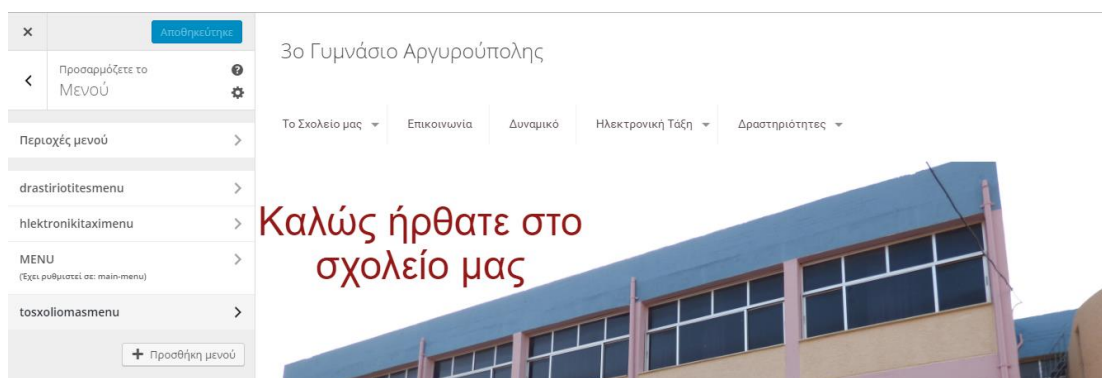 Αποθηκεύτηκε
Προσαρμόζετε το
Μενού
Περιοχές μενού
drastiriotitesmenu
hlektronikitaximenu
MENU
(Έχει ρυθμιστεί σε: main-menu)
tosxoliomasmenu
Προσθήκη μενού
3ο Γυμνάσιο Αργυρούπολης
Το Σχολείο μας Επικοινωνία Δυναμικό Ηλεκτρονική Τάξη Δραστηριότητες
Καλώς ήρθατε στο
σχολείο μας